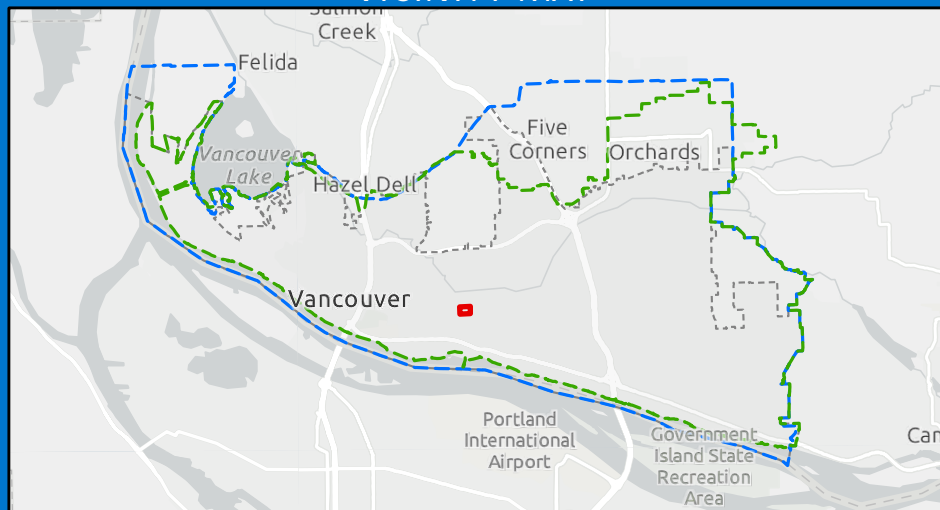 Salmon
Creek
Felida
Five
Corners
Orchards
Vancouver
Lake
Hazel Dell
Vancouver
Portland
International
Airport
Government
Island State
Recreation
Area